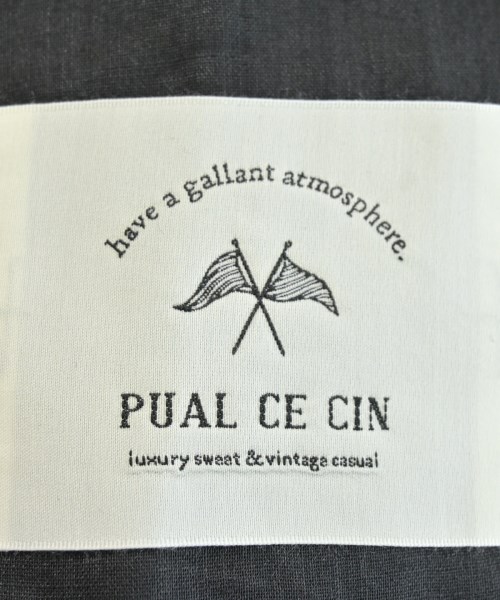 have a gallant atmosphere.
PUAL CE CIN
luxury sweat & vintage casual